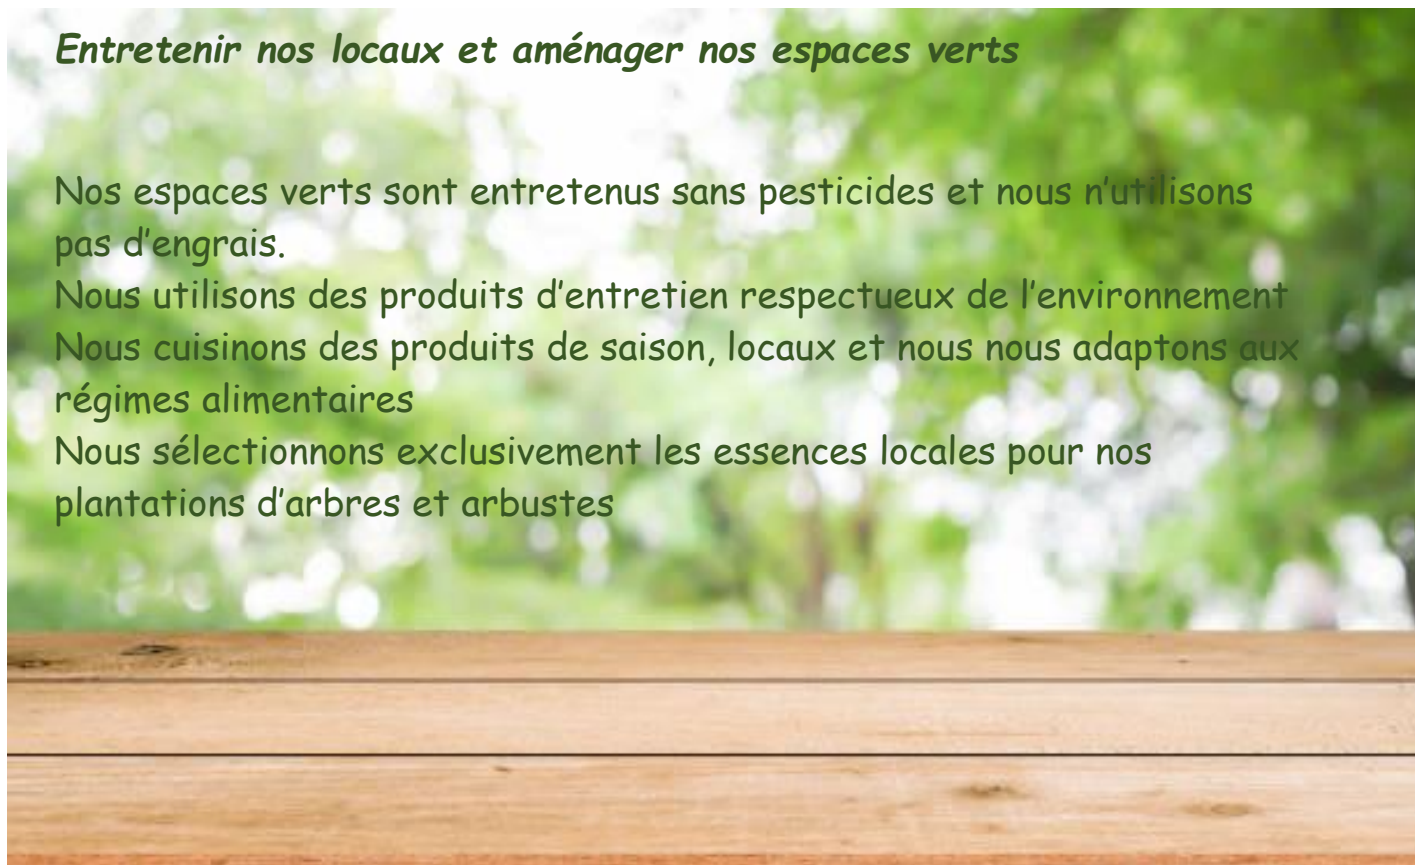 Entretenir nos locaux et aménager nos espaces verts
Nos espaces verts sont entretenus sans pesticides et nous n'utilisons
pas d'engrais.
Nous utilisons des produits d'entretien respectueux de l'environnement
Nous cuisinons des produits de saison, locaux et nous nous adaptons aux
régimes alimentaires
Nous sélectionnons exclusivement les essences locales pour nos
plantations d'arbres et arbustes